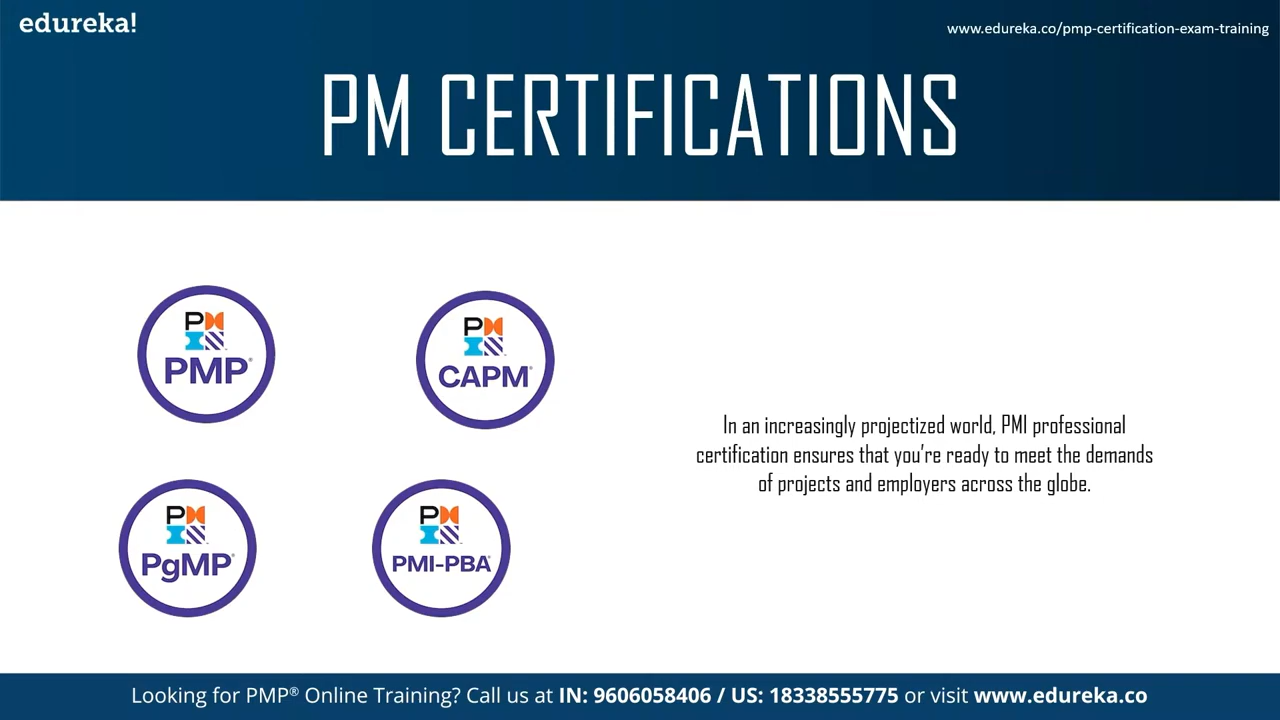 edureka!
www.edureka.co/pmp-certification-exam-training
PM CERTIFICATIONS
PMP®
CAPM®
In an increasingly projectized world, PMI professional
certification ensures that you're ready to meet the demands
of projects and employers across the globe.
PgMP®
PMI-PBA®
Looking for PMP® Online Training? Call us at IN: 9606058406 / US: 18338555775 or visit www.edureka.co